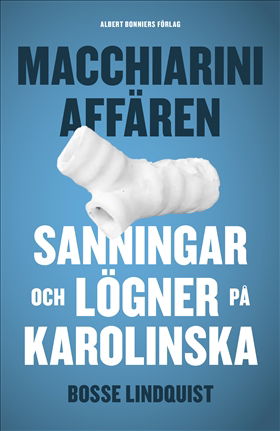 ALBERT BONNIERS FÖRLAG
MACCHIARINI
AFFÄREN
SANNINGAR
OCH LÖGNER PÅ
KAROLINSKA
BOSSE LINDQUIST